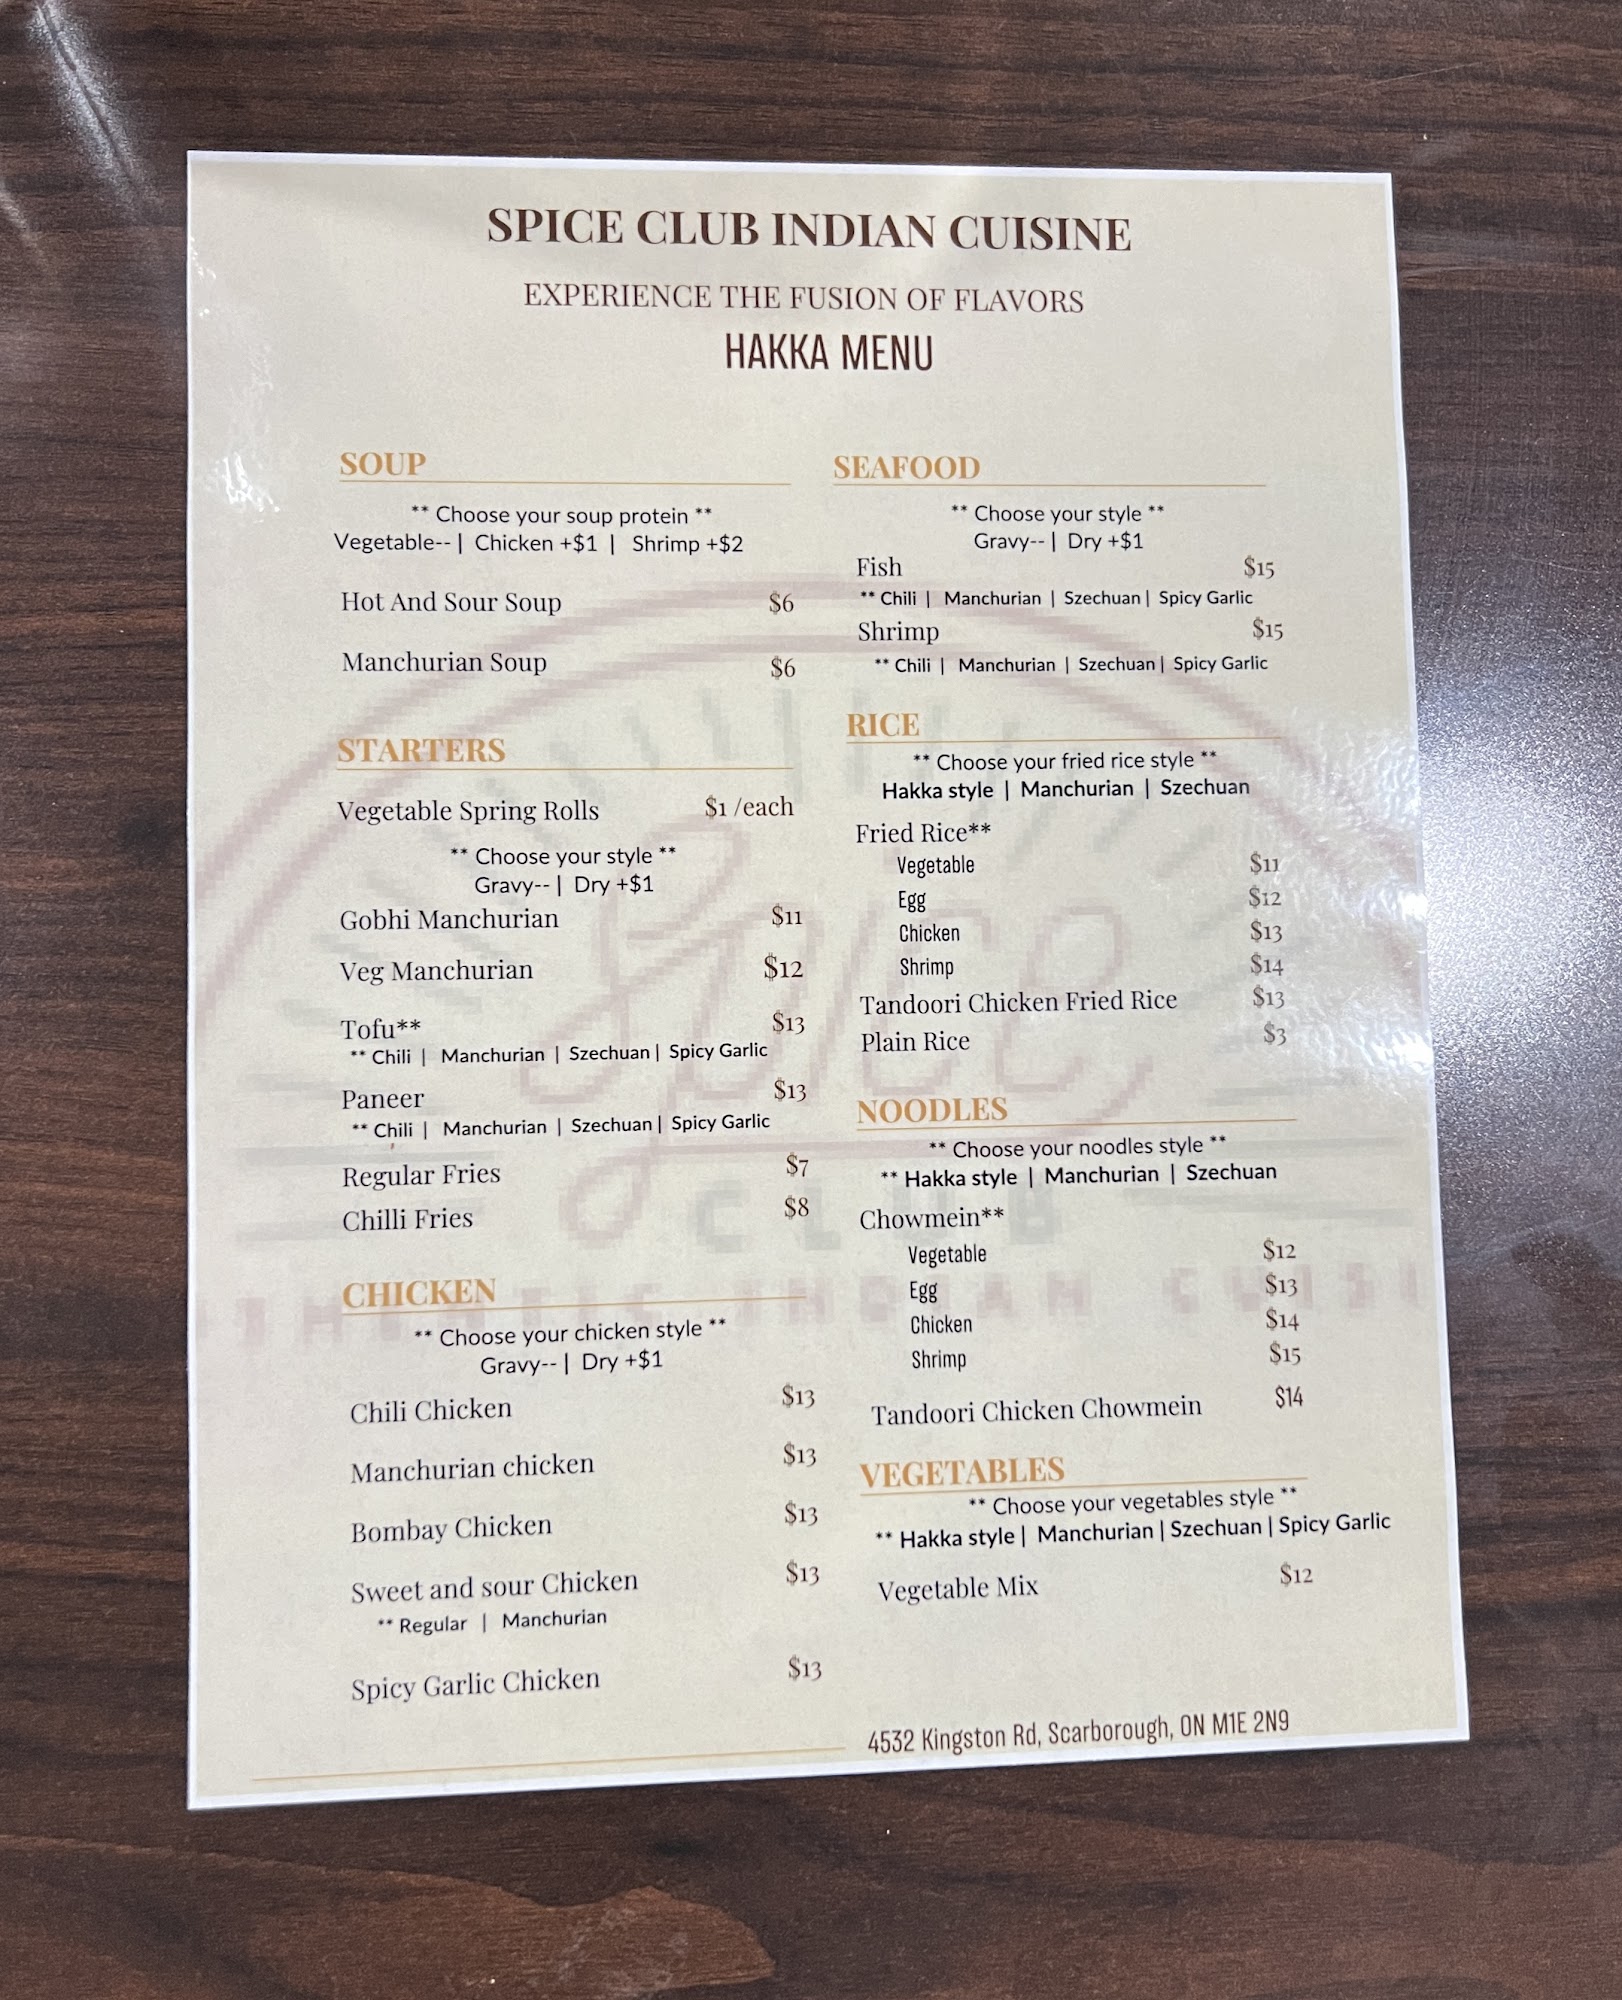 SPICE CLUB INDIAN CUISINE
EXPERIENCE THE FUSION OF FLAVORS
HAKKA MENU
SOUP
** Choose your soup protein **
Vegetable-- | Chicken +$1 | Shrimp +$2
Hot And Sour Soup $6
Manchurian Soup $6
STARTERS
Vegetable Spring Rolls $1 /each
** Choose your style **
Gravy-- | Dry +$1
Gobhi Manchurian $11
Veg Manchurian $12
Tofu** $13
** Chili | Manchurian | Szechuan | Spicy Garlic
Paneer $13
** Chili | Manchurian | Szechuan | Spicy Garlic
Regular Fries $7
Chilli Fries $8
CHICKEN
** Choose your chicken style **
Gravy-- | Dry +$1
Chili Chicken $13
Manchurian chicken $13
Bombay Chicken $13
Sweet and sour Chicken $13
** Regular | Manchurian
Spicy Garlic Chicken $13
SEAFOOD
** Choose your style **
Gravy-- | Dry +$1
Fish $15
** Chili | Manchurian | Szechuan | Spicy Garlic
Shrimp $15
** Chili | Manchurian | Szechuan | Spicy Garlic
RICE
** Choose your fried rice style **
Hakka style | Manchurian | Szechuan
Fried Rice**
Vegetable $11
Egg $12
Chicken $13
Shrimp $14
Tandoori Chicken Fried Rice $13
Plain Rice $3
NOODLES
** Choose your noodles style **
** Hakka style | Manchurian | Szechuan
Chowmein**
Vegetable $12
Egg $13
Chicken $14
Shrimp $15
Tandoori Chicken Chowmein $14
VEGETABLES
** Choose your vegetables style **
** Hakka style | Manchurian | Szechuan | Spicy Garlic
Vegetable Mix $12
4532 Kingston Rd, Scarborough, ON M1E 2N9
Spice
CLUB
INDIAN